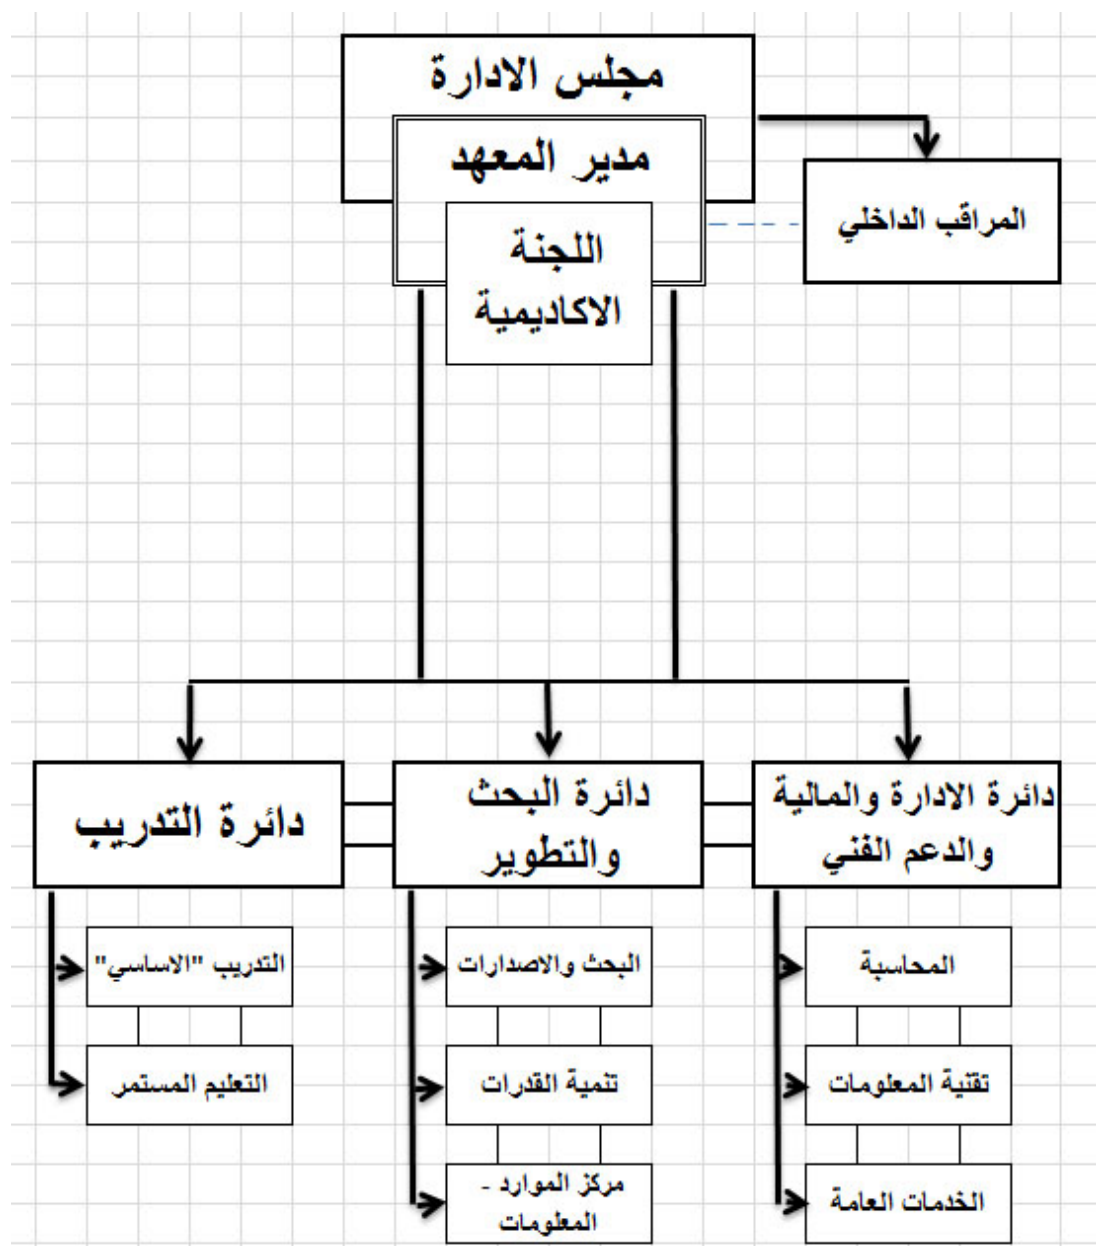 مجلس الادارة
مدير المعهد
اللجنة
الاكاديمية
المراقب الداخلي
دائرة الادارة والمالية
والدعم الفني
المحاسبة
تقنية المعلومات
الخدمات العامة
دائرة البحث
والتطوير
البحث والاصدارات
تنمية القدرات
مركز الموارد -
المعلومات
دائرة التدريب
التدريب "الاساسي"
التعليم المستمر